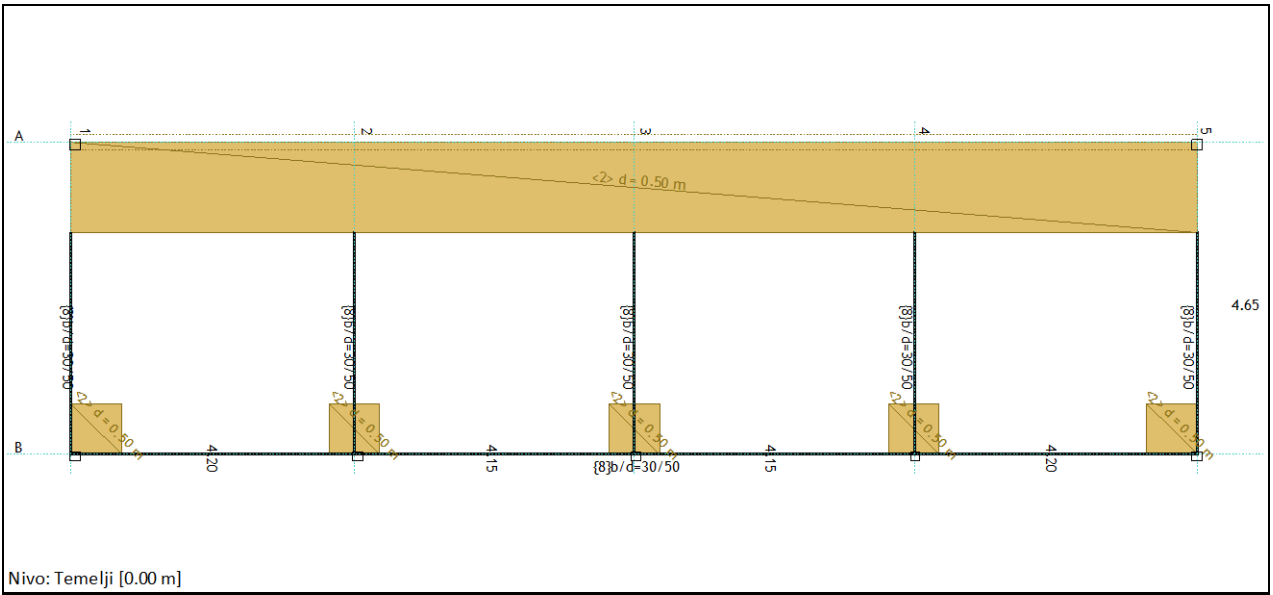 A
1
2
3
4
5
<2> d = 0.50 m
{8}b/d=30/50
{8}b/d=30/50
{8}b/d=30/50
{8}b/d=30/50
{8}b/d=30/50
4.65
<2> d = 0.50 m
<2> d = 0.50 m
<2> d = 0.50 m
<2> d = 0.50 m
<2> d = 0.50 m
B
4.20
4.15
4.15
4.20
{8}b/d=30/50
Nivo: Temelji [0.00 m]